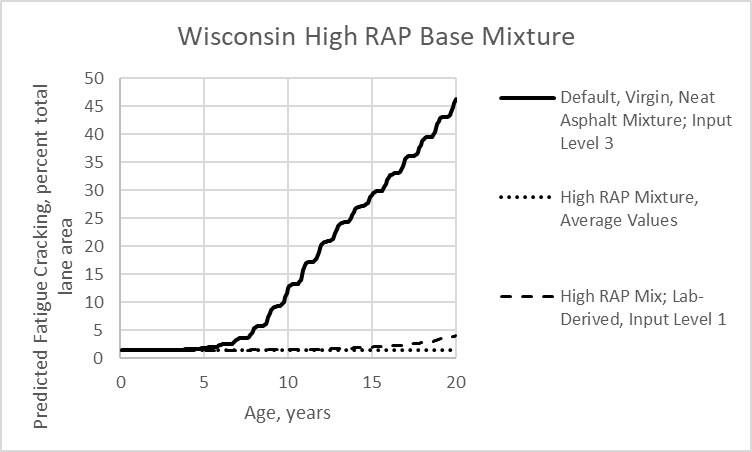 Wisconsin High RAP Base Mixture
Predicted Fatigue Cracking, percent total
lane area
50
45
40
35
30
25
20
15
10
5
0
0
5
10
15
20
Age, years
Default, Virgin, Neat
Asphalt Mixture; Input
Level 3
High RAP Mixture,
Average Values
High RAP Mix; Lab-
Derived, Input Level 1